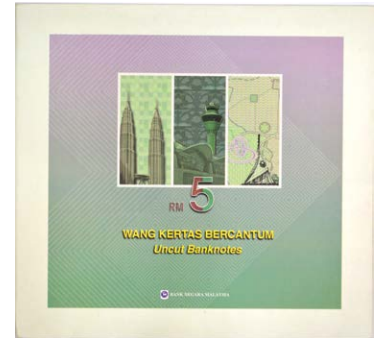 RM 5
WANG KERTAS BERCANTUM
Uncut Banknotes
BANK NEGARA MALAYSIA